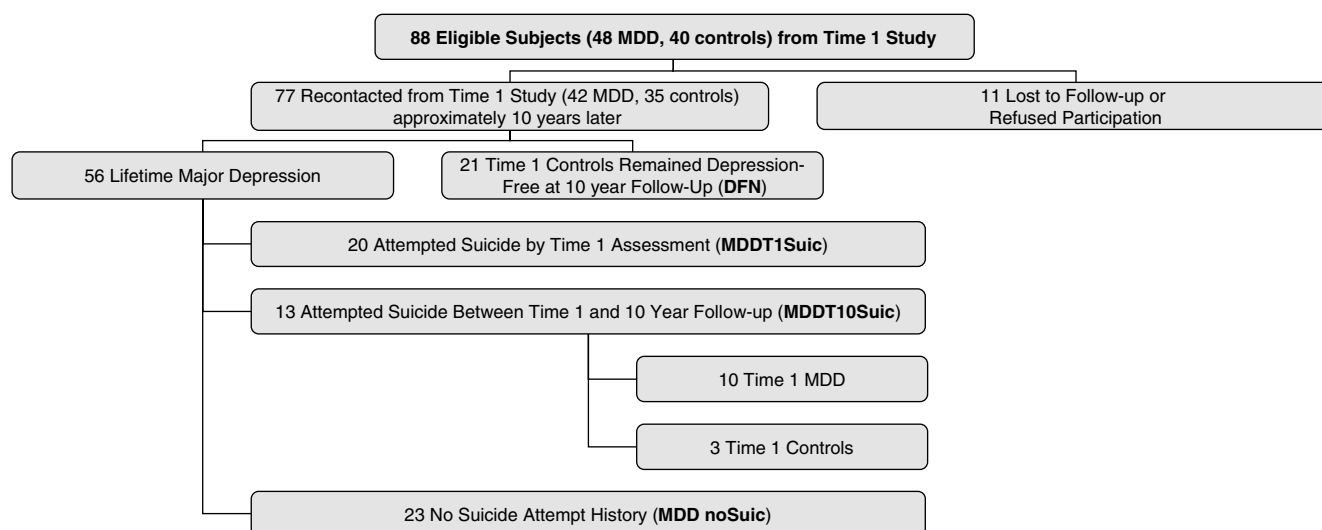 88 Eligible Subjects (48 MDD, 40 controls) from Time 1 Study
77 Recontacted from Time 1 Study (42 MDD, 35 controls)
approximately 10 years later
11 Lost to Follow-up or
Refused Participation
56 Lifetime Major Depression
21 Time 1 Controls Remained Depression-
Free at 10 year Follow-Up (DFN)
20 Attempted Suicide by Time 1 Assessment (MDDT1Suic)
13 Attempted Suicide Between Time 1 and 10 Year Follow-up (MDDT10Suic)
10 Time 1 MDD
3 Time 1 Controls
23 No Suicide Attempt History (MDD noSuic)